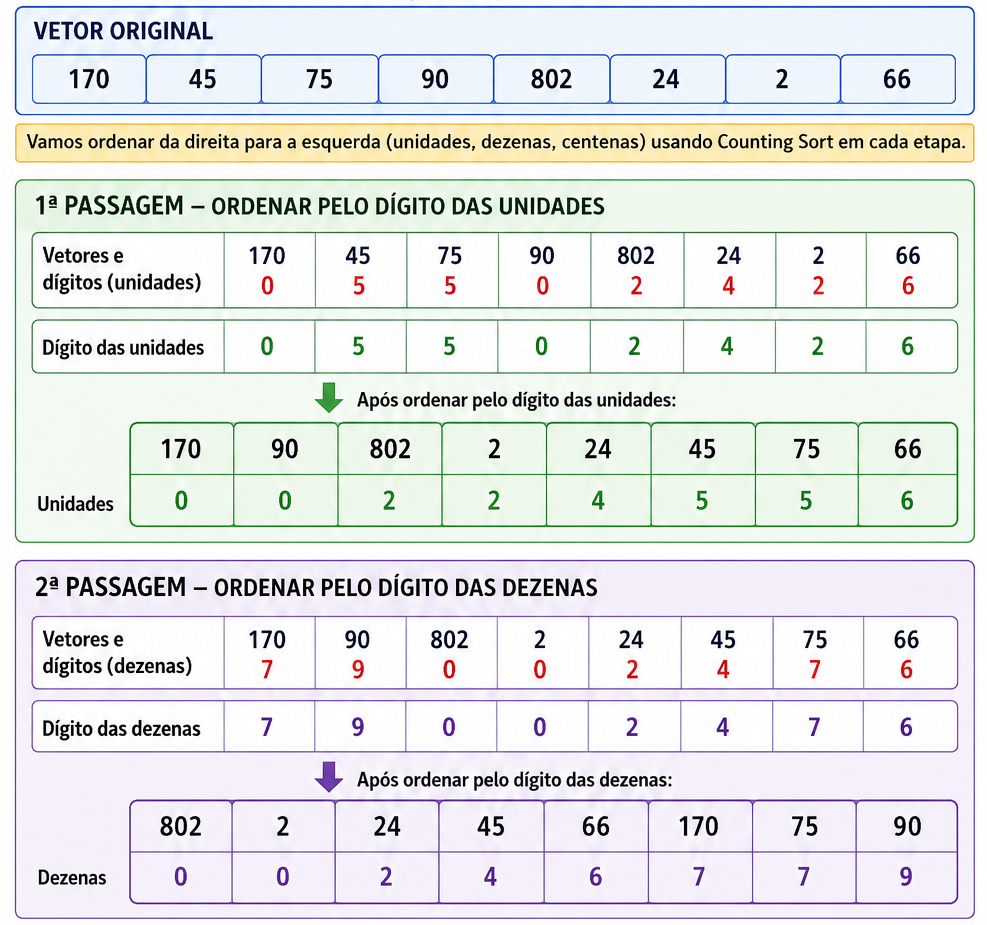 VETOR ORIGINAL
170 45 75 90 802 24 2 66
Vamos ordenar da direita para a esquerda (unidades, dezenas, centenas) usando Counting Sort em cada etapa.
1ª PASSAGEM – ORDENAR PELO DÍGITO DAS UNIDADES
Vetores e
dígitos (unidades)
170 45 75 90 802 24 2 66
0 5 5 0 2 4 2 6
Dígito das unidades 0 5 5 0 2 4 2 6
Após ordenar pelo dígito das unidades:
170 90 802 2 24 45 75 66
Unidades 0 0 2 2 4 5 5 6
2ª PASSAGEM – ORDENAR PELO DÍGITO DAS DEZENAS
Vetores e
dígitos (dezenas)
170 90 802 2 24 45 75 66
7 9 0 0 2 4 7 6
Dígito das dezenas 7 9 0 0 2 4 7 6
Após ordenar pelo dígito das dezenas:
802 2 24 45 66 170 75 90
Dezenas 0 0 2 4 6 7 7 9